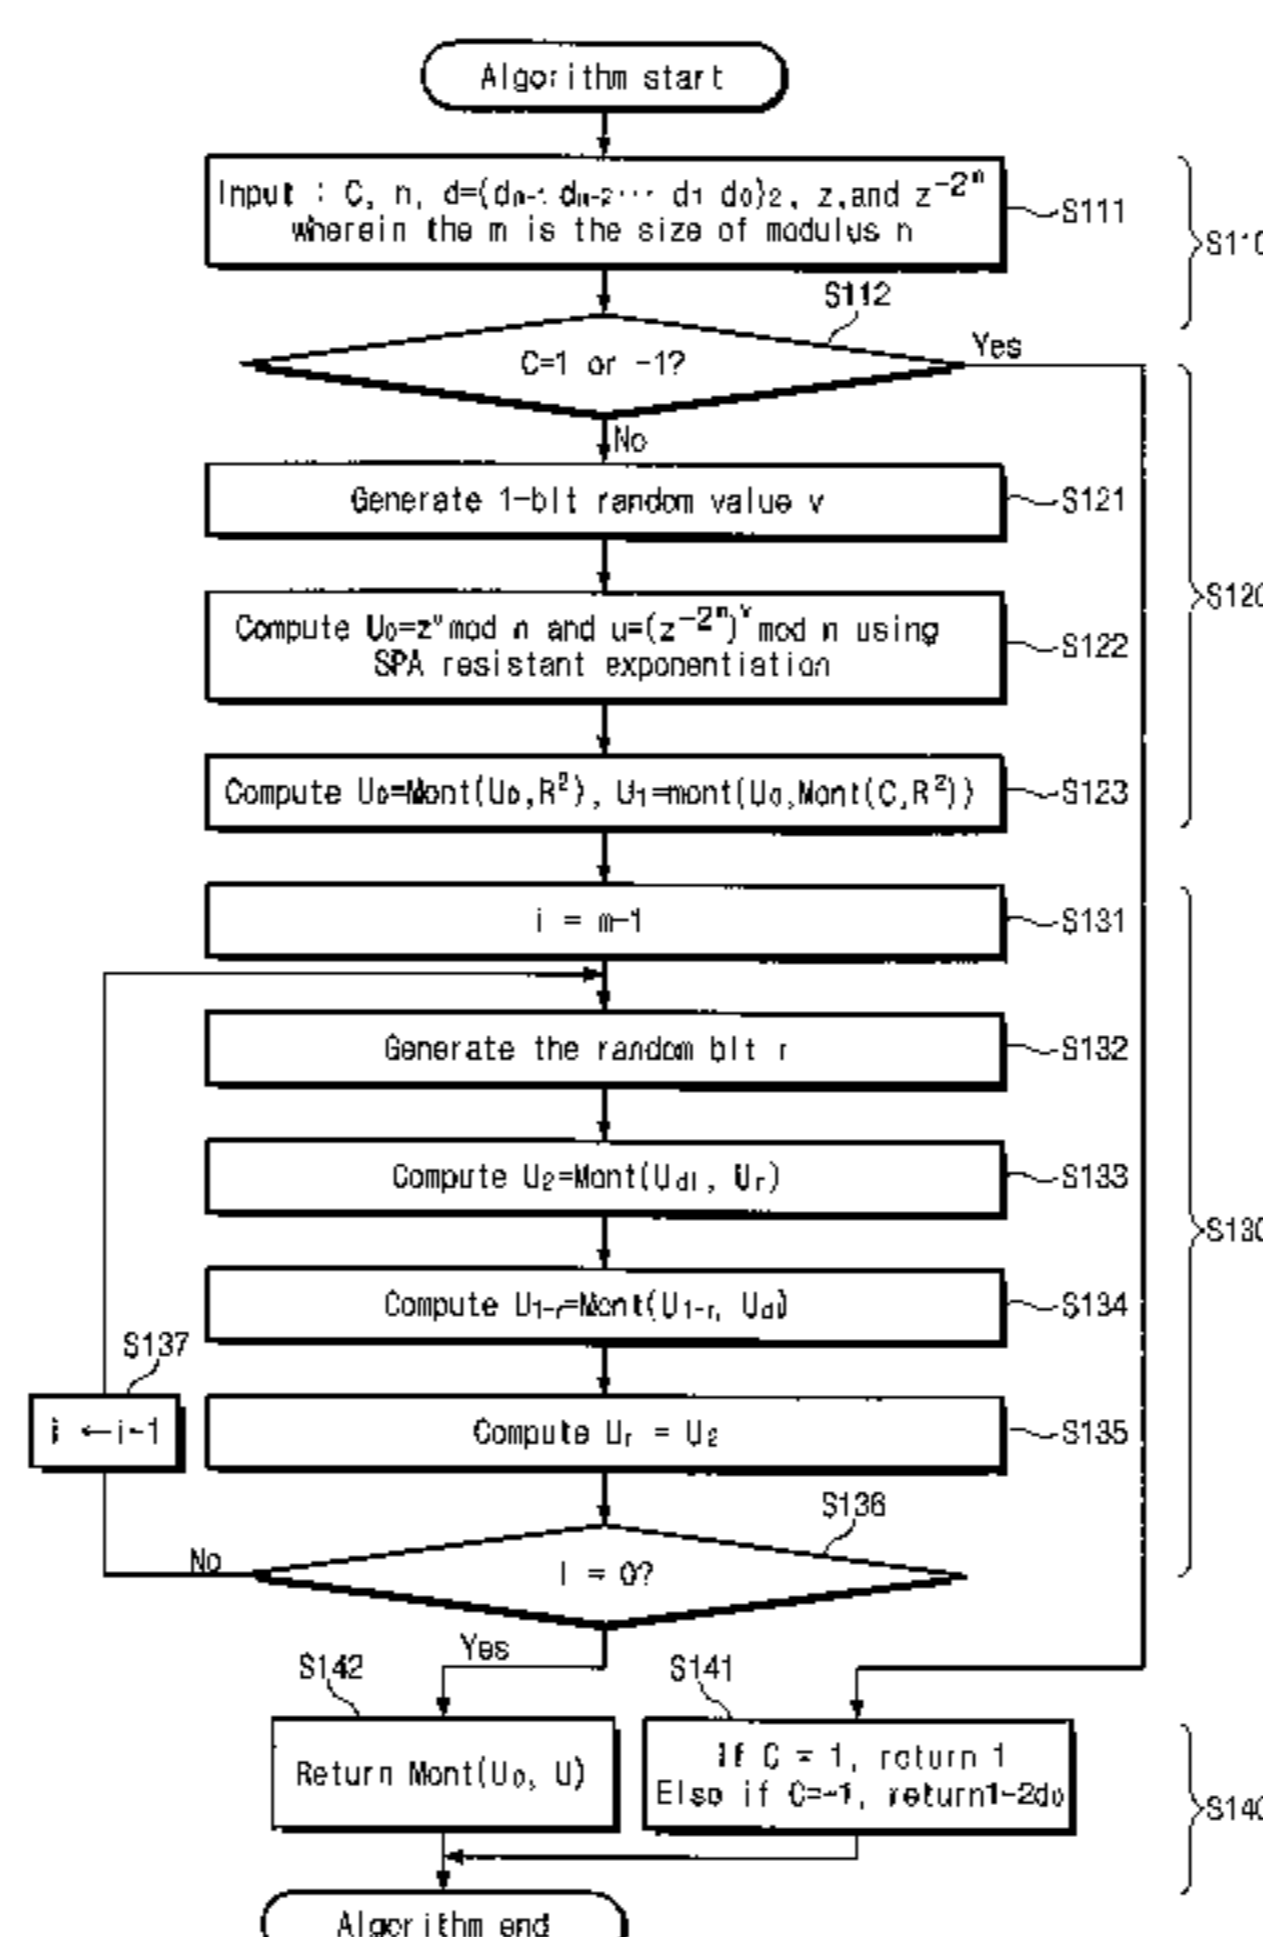 Algorithm start
Input : C, n, d=(dm-1 dm-2··· d1 d0)2, z, and z^-2^m
wherein the m is the size of modulus n
S111
S110
S112
C=1 or -1?
Yes
No
Generate 1-bit random value v
S121
Compute U0=z^v mod n and u=(z^-2^m)^v mod n using
SPA resistant exponentiation
S122
S120
Compute U0=Mont(U0,R^2), U1=mont(U0,Mont(C,R^2))
S123
i = m-1
S131
Generate the random bit r
S132
Compute U2=Mont(Udi, Ur)
S133
S130
Compute U1-r=Mont(U1-r, Udi)
S134
S137
i ←i-1
Compute Ur = U2
S135
S136
i = 0?
No
Yes
S142
S141
Return Mont(U0, U)
If C = 1, return 1
Else if C=-1, return1-2d0
S140
Algorithm end